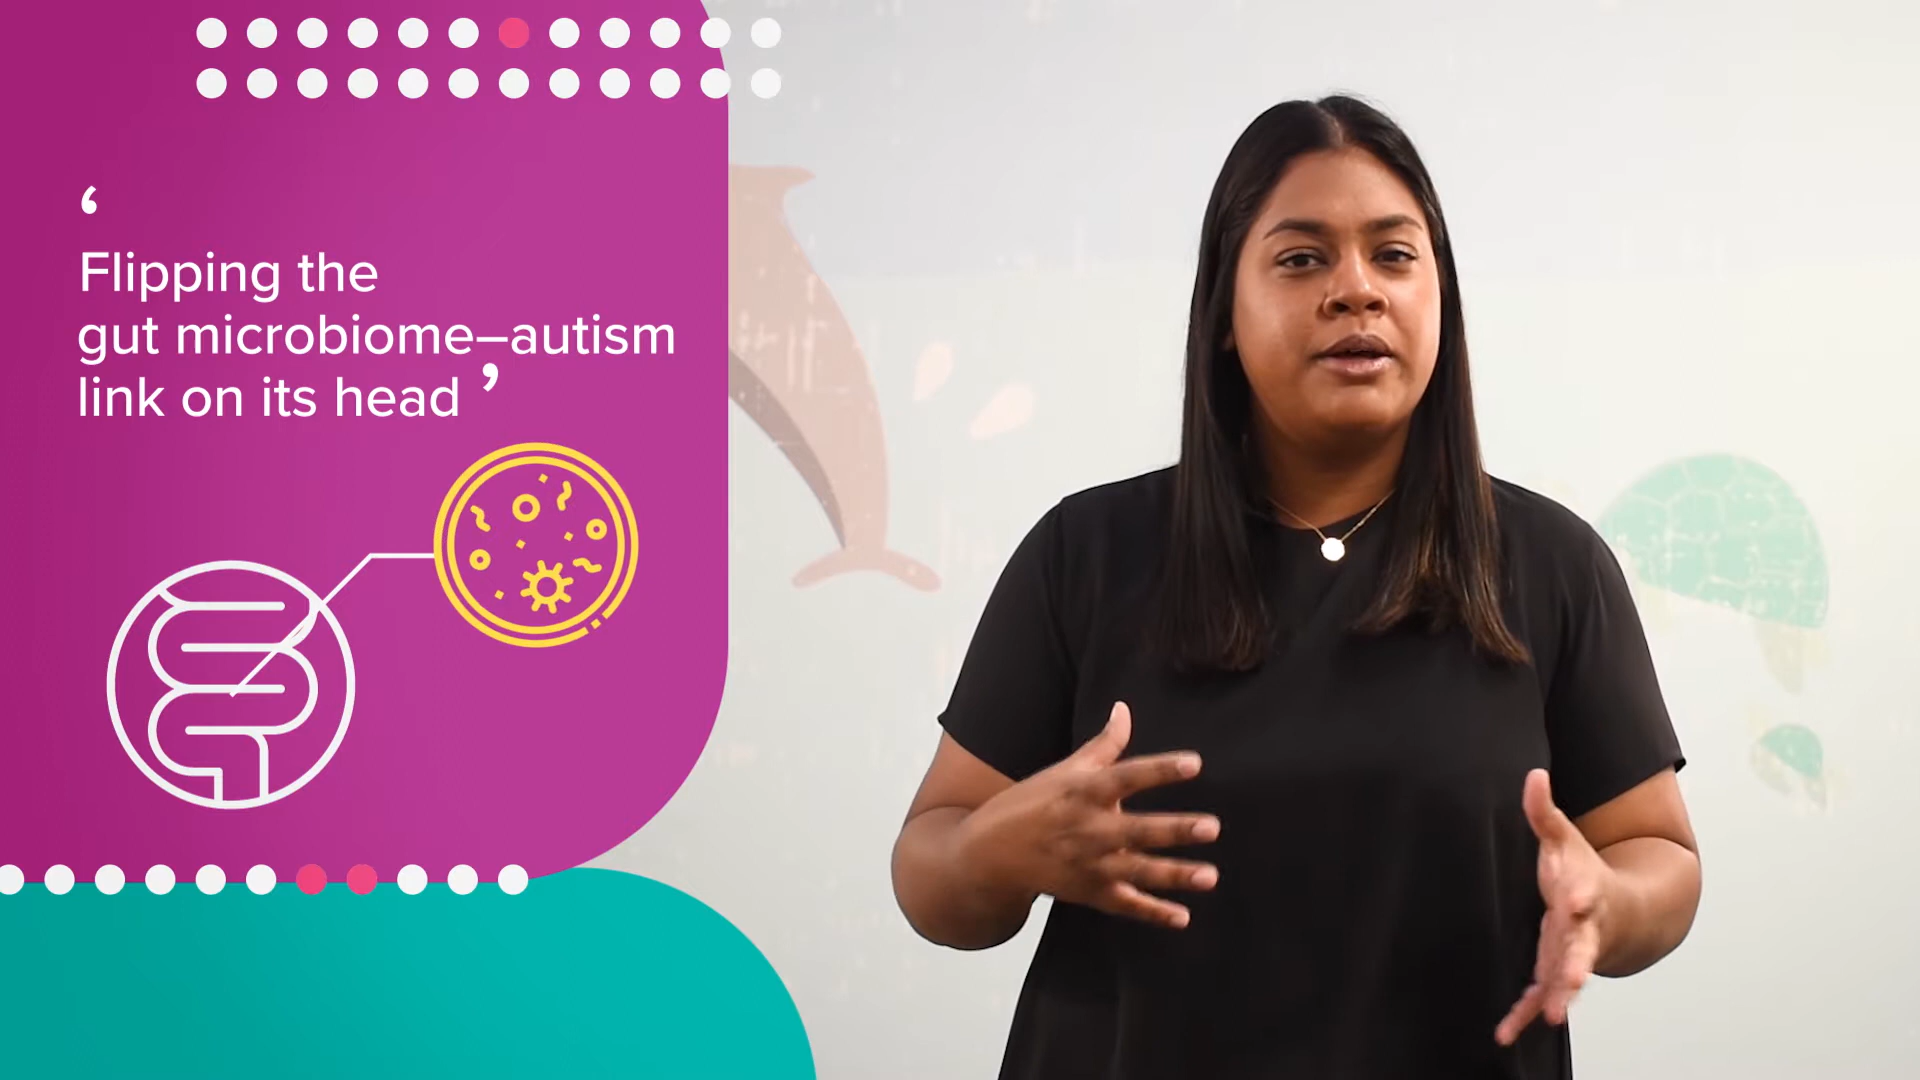 ‘
Flipping the
gut microbiome–autism
link on its head ’